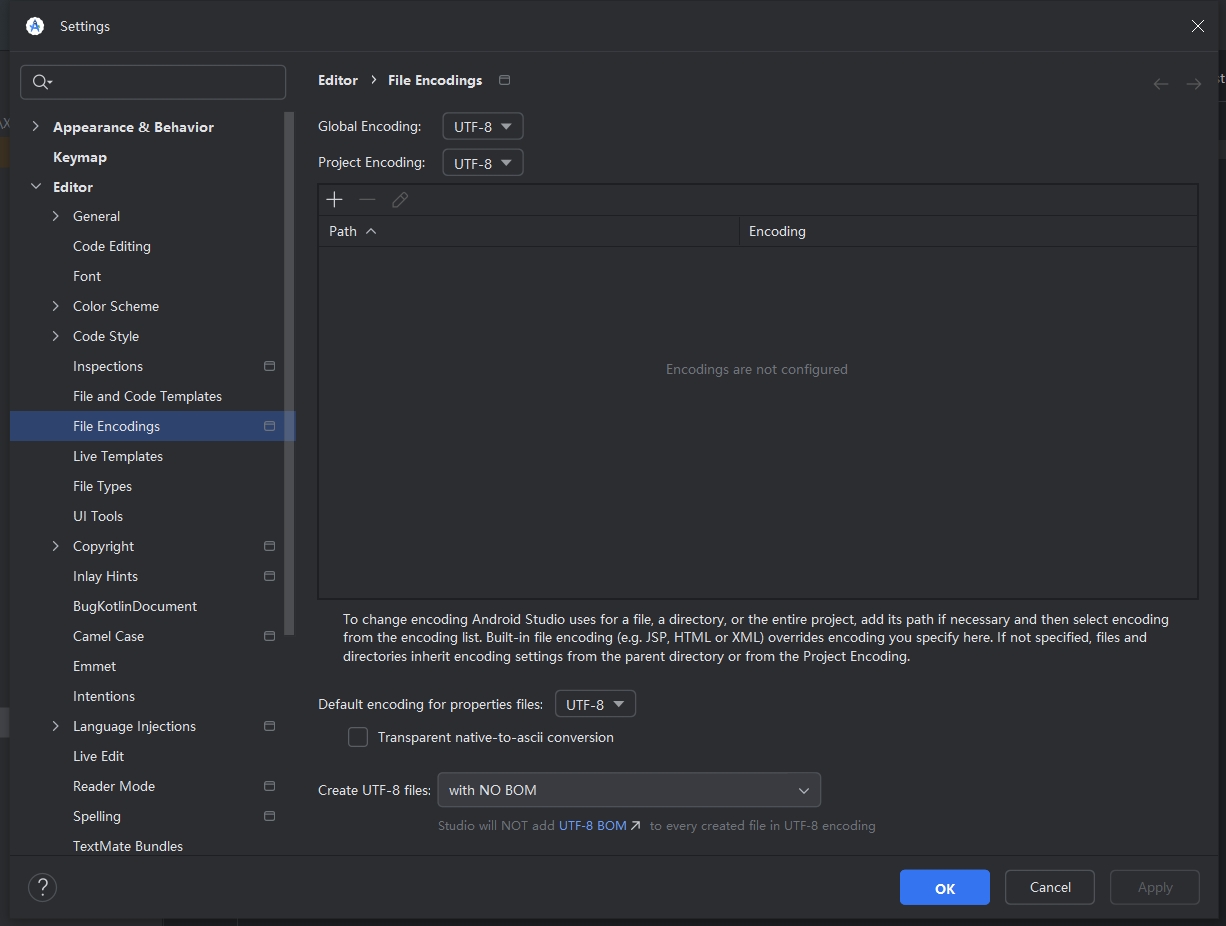 Settings
Appearance & Behavior
Keymap
Editor
General
Code Editing
Font
Color Scheme
Code Style
Inspections
File and Code Templates
File Encodings
Live Templates
File Types
UI Tools
Copyright
Inlay Hints
BugKotlinDocument
Camel Case
Emmet
Intentions
Language Injections
Live Edit
Reader Mode
Spelling
TextMate Bundles
Editor › File Encodings
Global Encoding: UTF-8
Project Encoding: UTF-8
Path Encoding
Encodings are not configured
To change encoding Android Studio uses for a file, a directory, or the entire project, add its path if necessary and then select encoding
from the encoding list. Built-in file encoding (e.g. JSP, HTML or XML) overrides encoding you specify here. If not specified, files and
directories inherit encoding settings from the parent directory or from the Project Encoding.
Default encoding for properties files: UTF-8
Transparent native-to-ascii conversion
Create UTF-8 files: with NO BOM
Studio will NOT add UTF-8 BOM ↗ to every created file in UTF-8 encoding
?
OK
Cancel
Apply